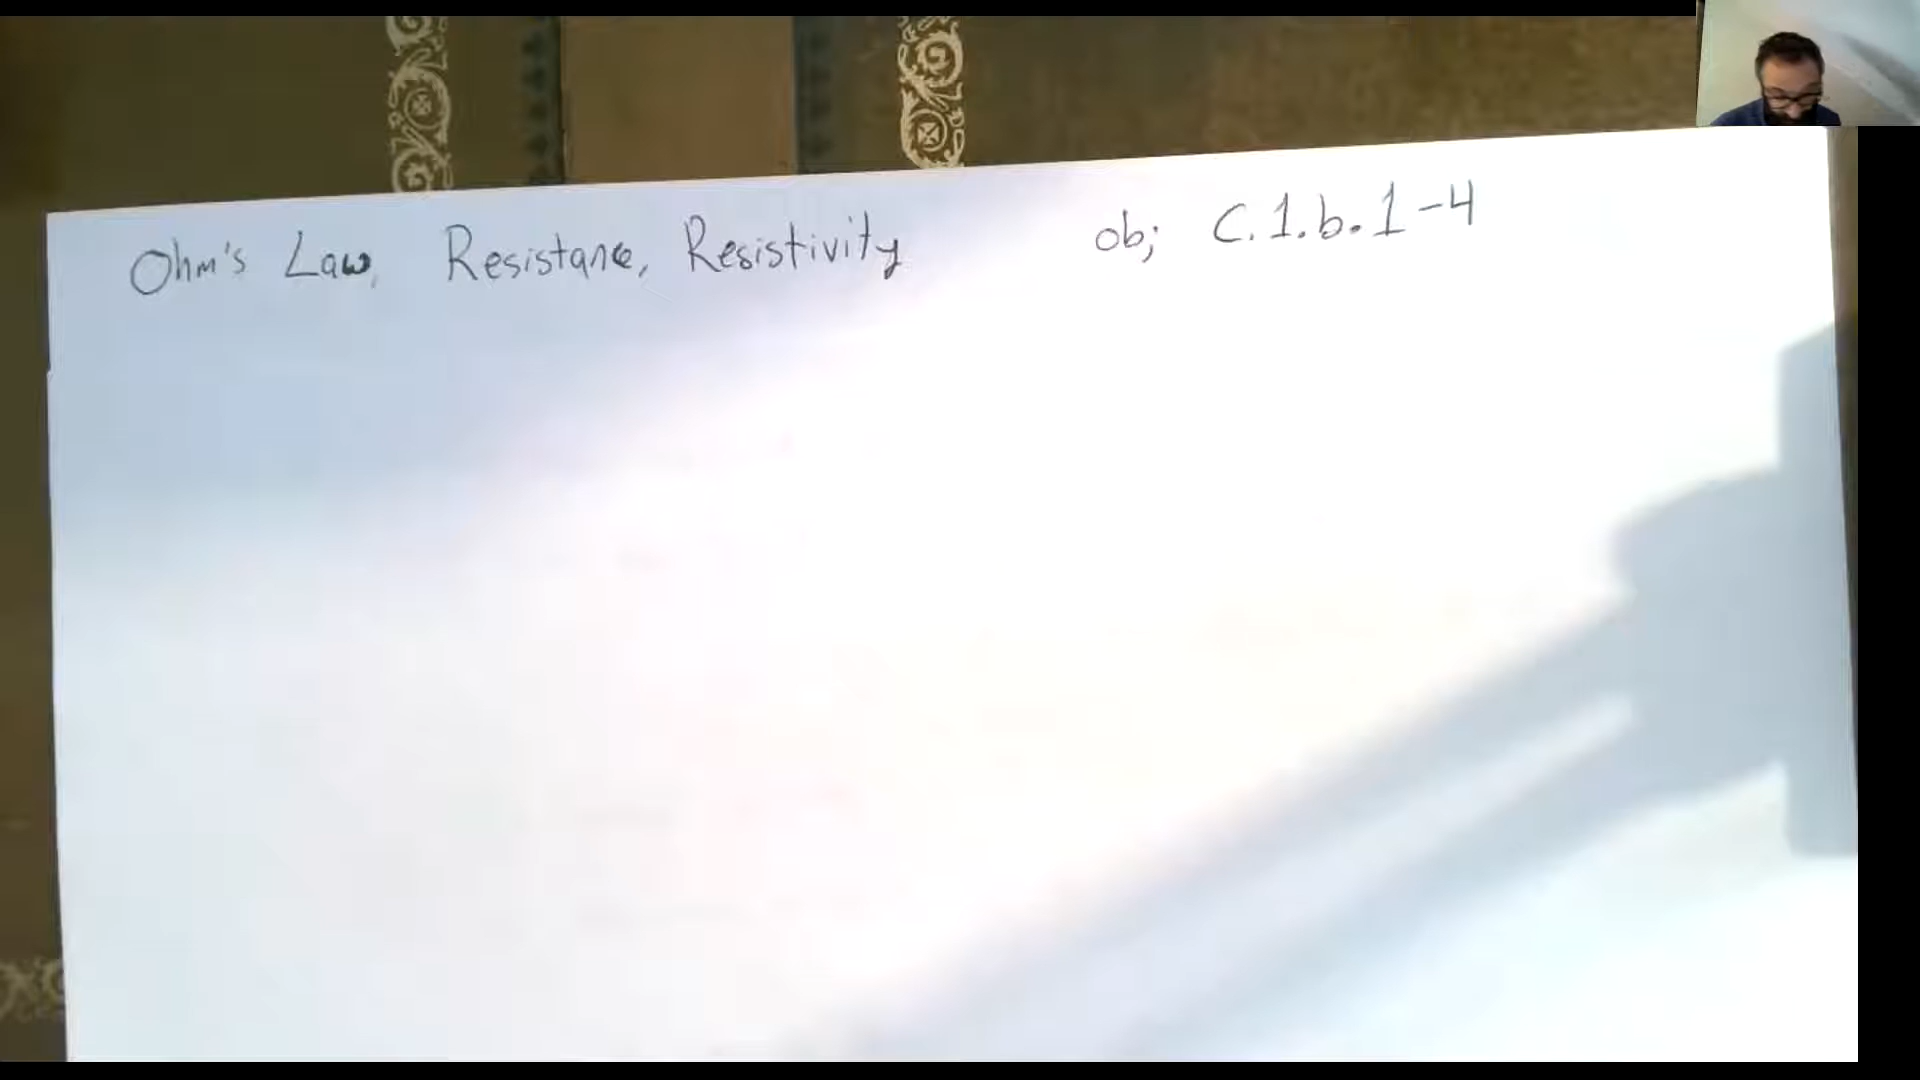 Ohm's Law, Resistance, Resistivity ob; C.1.b.1-4